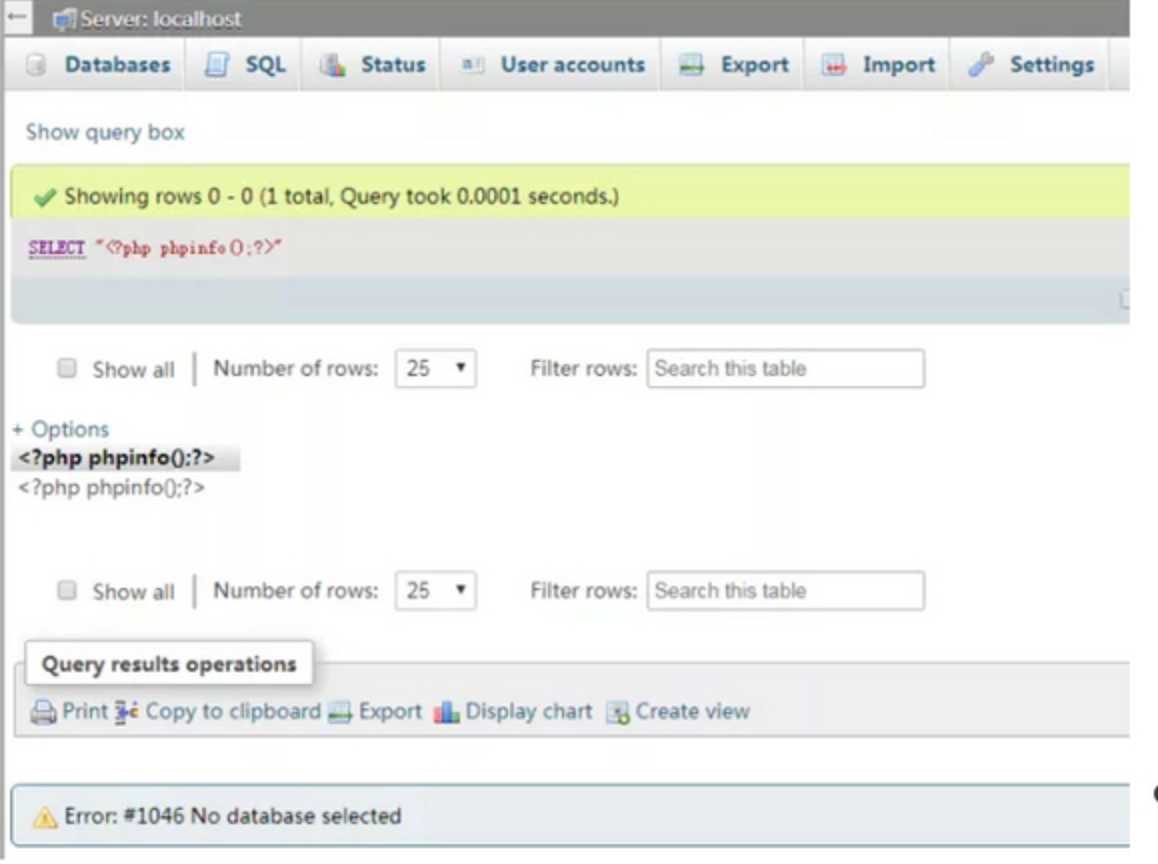 Server: localhost
Databases SQL Status User accounts Export Import Settings
Show query box
Showing rows 0 - 0 (1 total, Query took 0.0001 seconds.)
SELECT "<?php phpinfo();?>"
Show all Number of rows: 25 Filter rows: Search this table
+ Options
<?php phpinfo();?>
<?php phpinfo();?>
Show all Number of rows: 25 Filter rows: Search this table
Query results operations
Print Copy to clipboard Export Display chart Create view
Error: #1046 No database selected